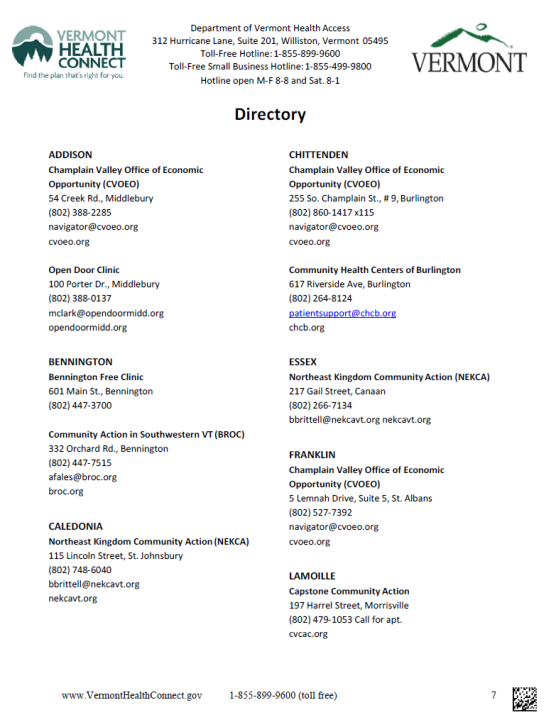 VERMONT
HEALTH
CONNECT
Find the plan that's right for you.
Department of Vermont Health Access
312 Hurricane Lane, Suite 201, Williston, Vermont 05495
Toll-Free Hotline: 1-855-899-9600
Toll-Free Small Business Hotline: 1-855-499-9800
Hotline open M-F 8-8 and Sat. 8-1
VERMONT
Directory
ADDISON
Champlain Valley Office of Economic
Opportunity (CVOEO)
54 Creek Rd., Middlebury
(802) 388-2285
navigator@cvoeo.org
cvoeo.org
Open Door Clinic
100 Porter Dr., Middlebury
(802) 388-0137
mclark@opendoormidd.org
opendoormidd.org
BENNINGTON
Bennington Free Clinic
601 Main St., Bennington
(802) 447-3700
Community Action in Southwestern VT (BROC)
332 Orchard Rd., Bennington
(802) 447-7515
afales@broc.org
broc.org
CALEDONIA
Northeast Kingdom Community Action (NEKCA)
115 Lincoln Street, St. Johnsbury
(802) 748-6040
bbrittell@nekcavt.org
nekcavt.org
CHITTENDEN
Champlain Valley Office of Economic
Opportunity (CVOEO)
255 So. Champlain St., # 9, Burlington
(802) 860-1417 x115
navigator@cvoeo.org
cvoeo.org
Community Health Centers of Burlington
617 Riverside Ave, Burlington
(802) 264-8124
patientsupport@chcb.org
chcb.org
ESSEX
Northeast Kingdom Community Action (NEKCA)
217 Gail Street, Canaan
(802) 266-7134
bbrittell@nekcavt.org nekcavt.org
FRANKLIN
Champlain Valley Office of Economic
Opportunity (CVOEO)
5 Lemnah Drive, Suite 5, St. Albans
(802) 527-7392
navigator@cvoeo.org
cvoeo.org
LAMOILLE
Capstone Community Action
197 Harrel Street, Morrisville
(802) 479-1053 Call for apt.
cvcac.org
www.VermontHealthConnect.gov 1-855-899-9600 (toll free) 7